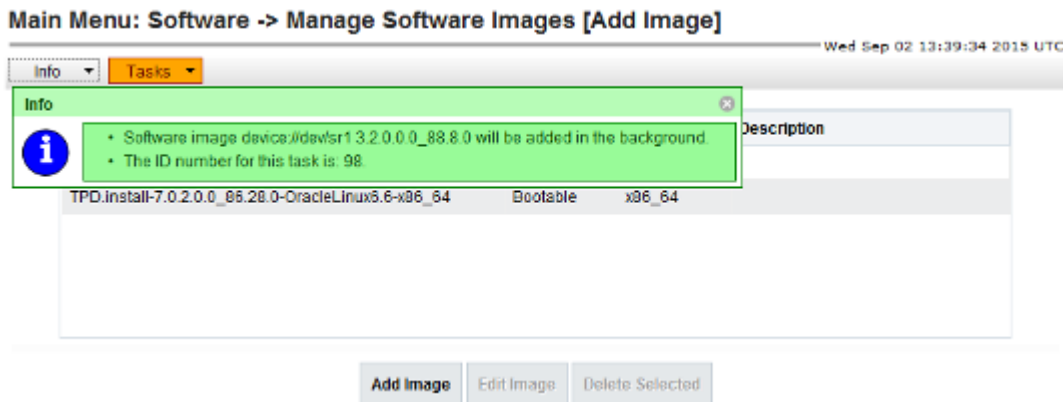 Main Menu: Software -> Manage Software Images [Add Image]
Wed Sep 02 13:39:34 2015 UTC
Info
Tasks
Info
Software image device://dev/sr1 3.2.0.0.0_88.8.0 will be added in the background.
The ID number for this task is: 98.
Description
TPD.install-7.0.2.0.0_86.28.0-OracleLinux6.6-x86_64 Bootable x86_64
Add Image Edit Image Delete Selected